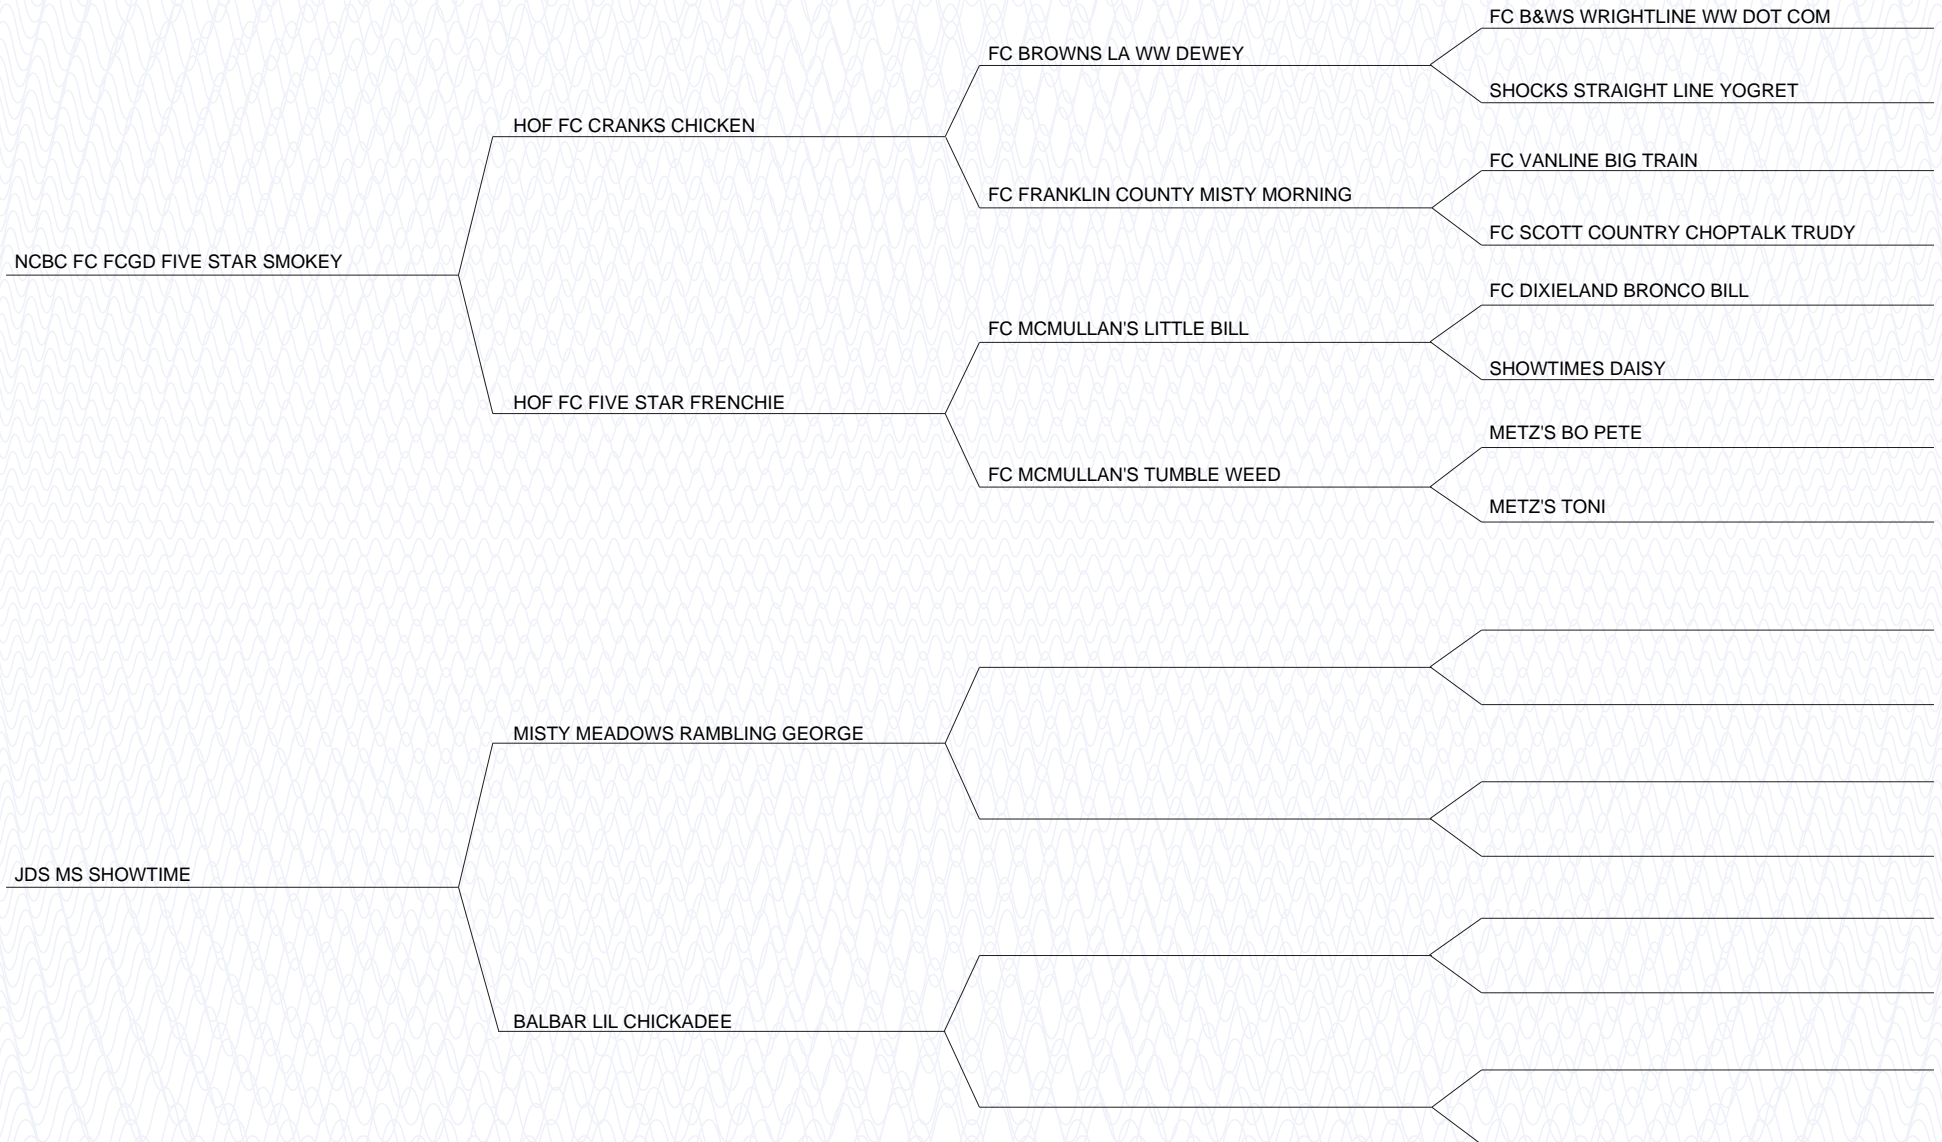 FC B&WS WRIGHTLINE WW DOT COM
FC BROWNS LA WW DEWEY
SHOCKS STRAIGHT LINE YOGRET
HOF FC CRANKS CHICKEN
FC VANLINE BIG TRAIN
FC FRANKLIN COUNTY MISTY MORNING
FC SCOTT COUNTRY CHOPTALK TRUDY
NCBC FC FCGD FIVE STAR SMOKEY
FC DIXIELAND BRONCO BILL
FC MCMULLAN'S LITTLE BILL
SHOWTIMES DAISY
HOF FC FIVE STAR FRENCHIE
METZ'S BO PETE
FC MCMULLAN'S TUMBLE WEED
METZ'S TONI
MISTY MEADOWS RAMBLING GEORGE
JDS MS SHOWTIME
BALBAR LIL CHICKADEE